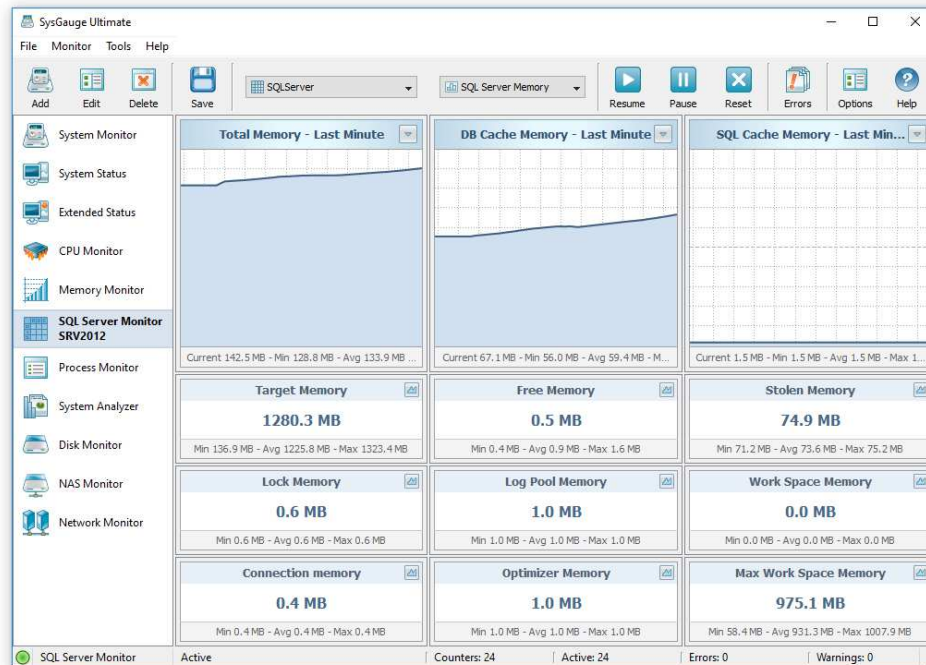 SysGauge Ultimate
File Monitor Tools Help
Add Edit Delete Save SQLServer SQL Server Memory Resume Pause Reset Errors Options Help
System Monitor
System Status
Extended Status
CPU Monitor
Memory Monitor
SQL Server Monitor
SRV2012
Process Monitor
System Analyzer
Disk Monitor
NAS Monitor
Network Monitor
Total Memory - Last Minute
Current 142.5 MB - Min 128.8 MB - Avg 133.9 MB ...
DB Cache Memory - Last Minute
Current 67.1 MB - Min 56.0 MB - Avg 59.4 MB - M...
SQL Cache Memory - Last Min...
Current 1.5 MB - Min 1.5 MB - Avg 1.5 MB - Max 1...
Target Memory
1280.3 MB
Min 136.9 MB - Avg 1225.8 MB - Max 1323.4 MB
Free Memory
0.5 MB
Min 0.4 MB - Avg 0.9 MB - Max 1.6 MB
Stolen Memory
74.9 MB
Min 71.2 MB - Avg 73.6 MB - Max 75.2 MB
Lock Memory
0.6 MB
Min 0.6 MB - Avg 0.6 MB - Max 0.6 MB
Log Pool Memory
1.0 MB
Min 1.0 MB - Avg 1.0 MB - Max 1.0 MB
Work Space Memory
0.0 MB
Min 0.0 MB - Avg 0.0 MB - Max 0.0 MB
Connection memory
0.4 MB
Min 0.4 MB - Avg 0.4 MB - Max 0.4 MB
Optimizer Memory
1.0 MB
Min 1.0 MB - Avg 1.0 MB - Max 1.0 MB
Max Work Space Memory
975.1 MB
Min 58.4 MB - Avg 931.3 MB - Max 1007.9 MB
SQL Server Monitor Active Counters: 24 Active: 24 Errors: 0 Warnings: 0